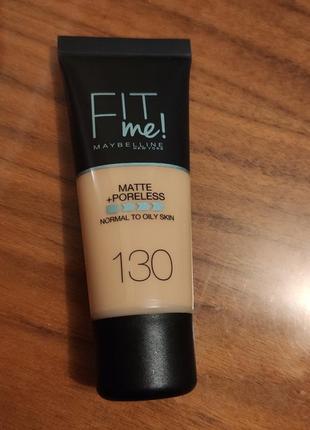 FIT
me!
MAYBELLINE
NEW YORK
MATTE
+PORELESS
NORMAL TO OILY SKIN
130